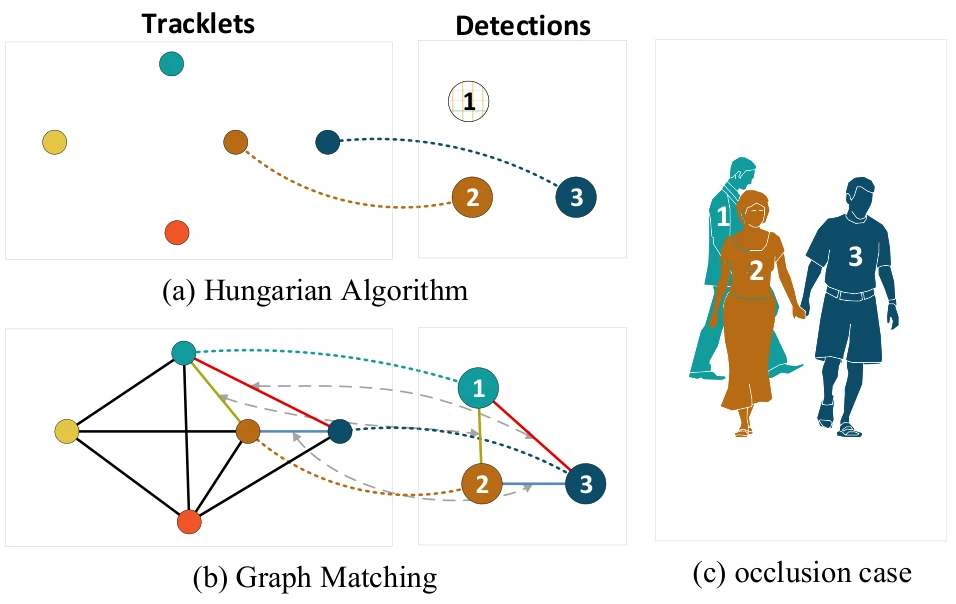 Tracklets
Detections
1
2
3
(a) Hungarian Algorithm
1
2
3
(b) Graph Matching
1
2
3
(c) occlusion case